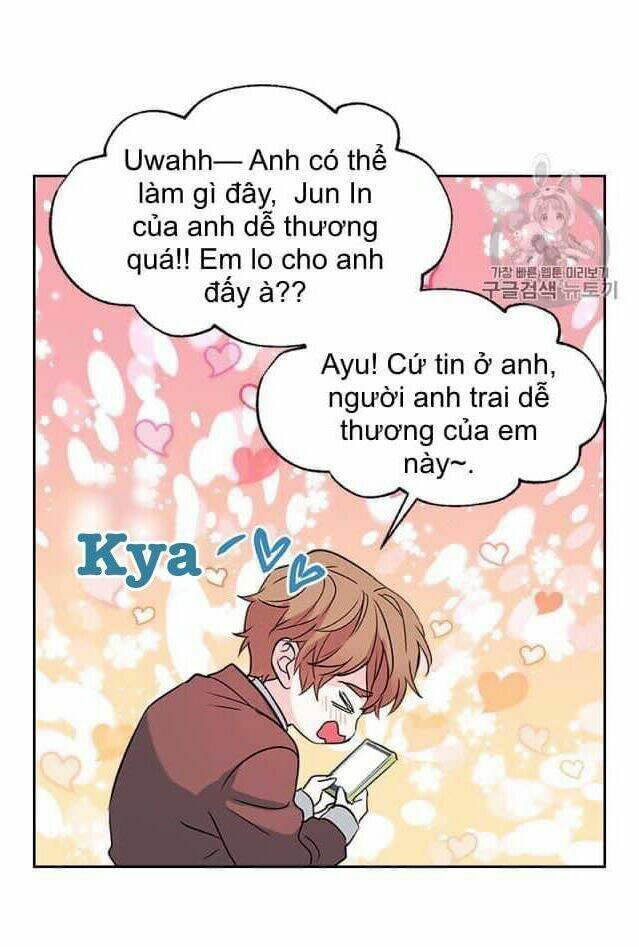 Uwahh— Anh có thể
làm gì đây, Jun In
của anh dễ thương
quá!! Em lo cho anh
đấy à??
가장 빠른 웹툰 미리보기
구글검색 뉴토끼
Ayu! Cứ tin ở anh,
người anh trai dễ
thương của em
này~.
Kya